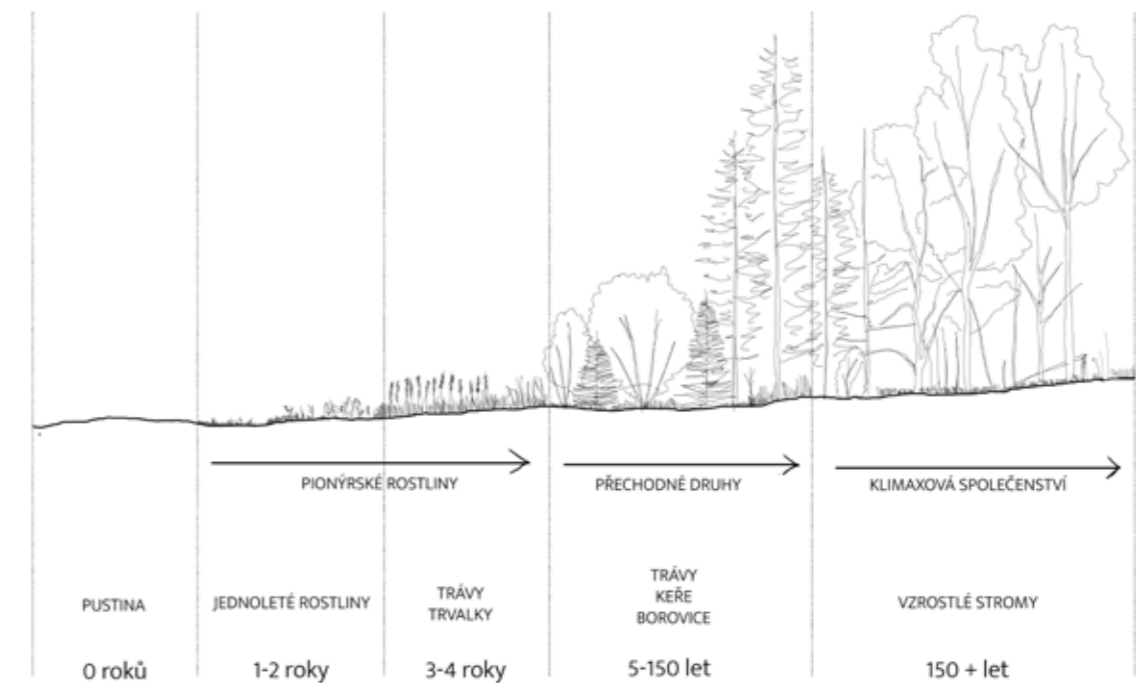 PIONÝRSKÉ ROSTLINY
PŘECHODNÉ DRUHY
KLIMAXOVÁ SPOLEČENSTVÍ
PUSTINA
JEDNOLETÉ ROSTLINY
TRÁVY
TRVALKY
TRÁVY
KEŘE
BOROVICE
VZROSTLÉ STROMY
0 roků
1-2 roky
3-4 roky
5-150 let
150 + let